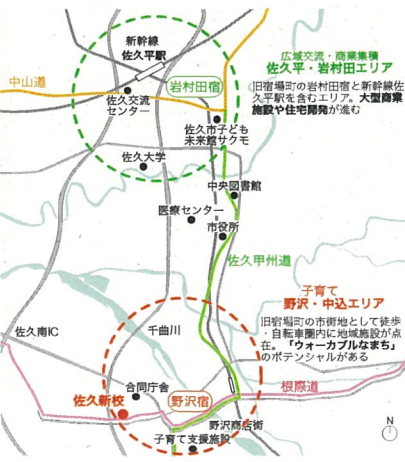 新幹線
佐久平駅
中山道
岩村田宿
佐久交流
センター
佐久市子ども
未来館サクモ
佐久大学
中央図書館
医療センター
市役所
佐久甲州道
佐久南IC
千曲川
合同庁舎
佐久新校
野沢宿
根際道
野沢商店街
子育て支援施設
広域交流・商業集積
佐久平・岩村田エリア
旧宿場町の岩村田宿と新幹線佐
久平駅を含むエリア。大型商業
施設や住宅開発が進む
子育て
野沢・中込エリア
旧宿場町の市街地として徒歩
・自転車圏内に地域施設が点
在。「ウォーカブルなまち」
のポテンシャルがある
N